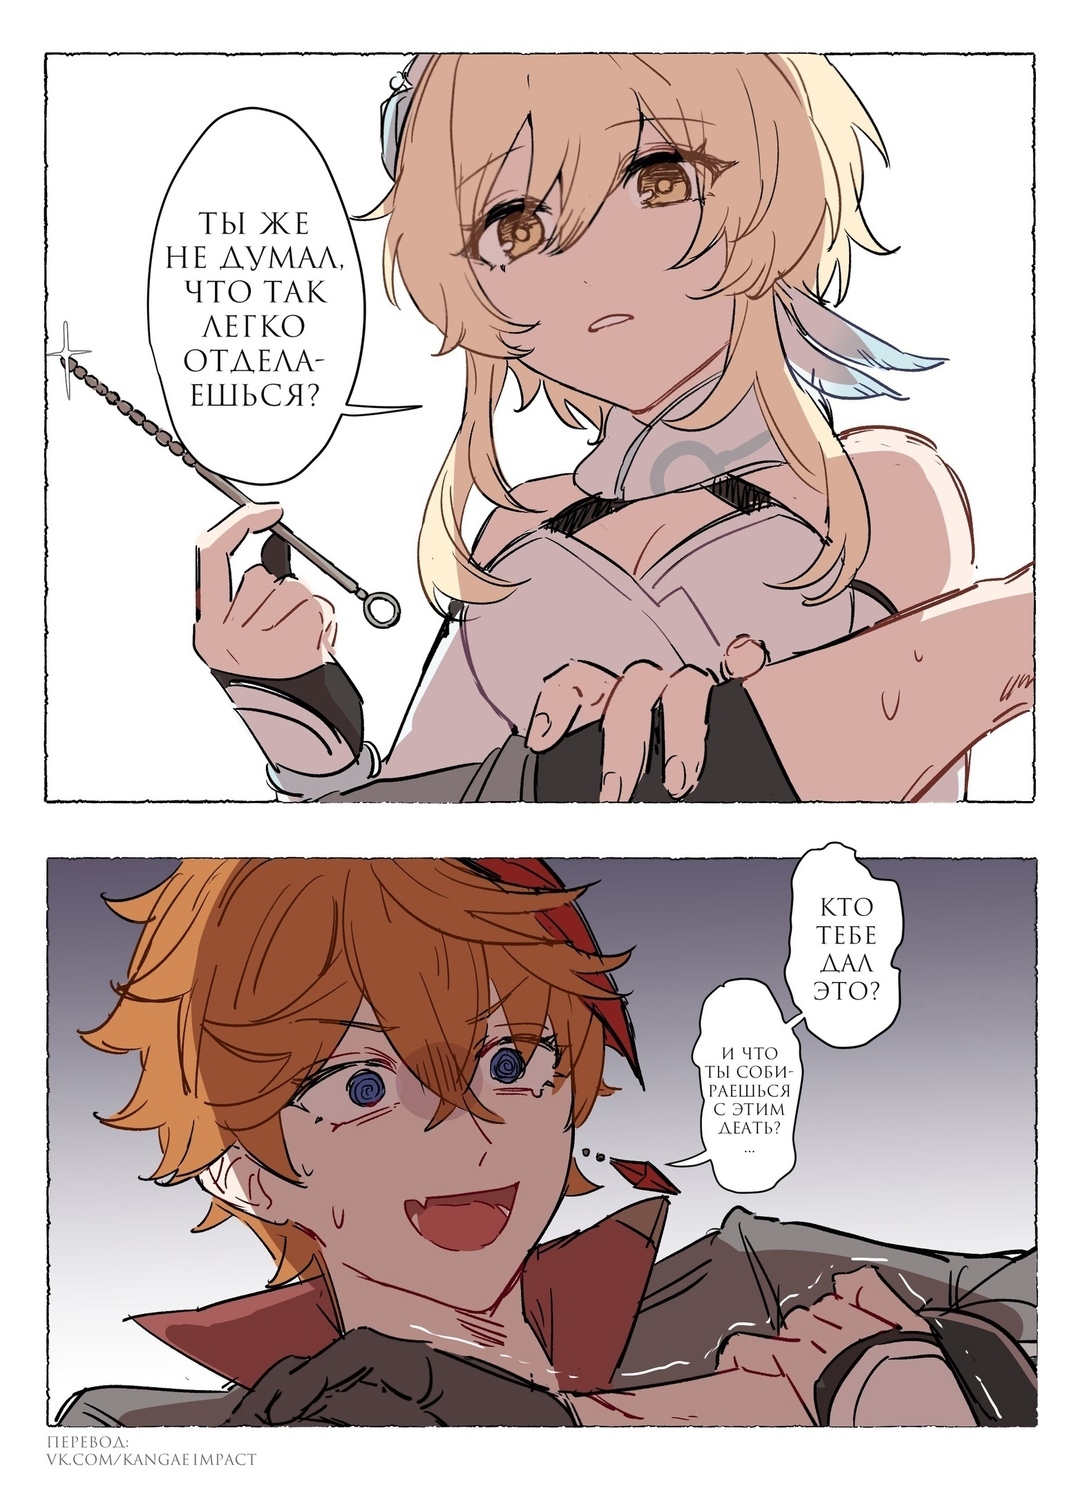 ТЫ ЖЕ
НЕ ДУМАЛ,
ЧТО ТАК
ЛЕГКО
ОТДЕЛА-
ЕШЬСЯ?
КТО
ТЕБЕ
ДАЛ
ЭТО?
И ЧТО
ТЫ СОБИ-
РАЕШЬСЯ
С ЭТИМ
ДЕАТЬ?
...
ПЕРЕВОД:
VK.COM/KANGAEIMPACT